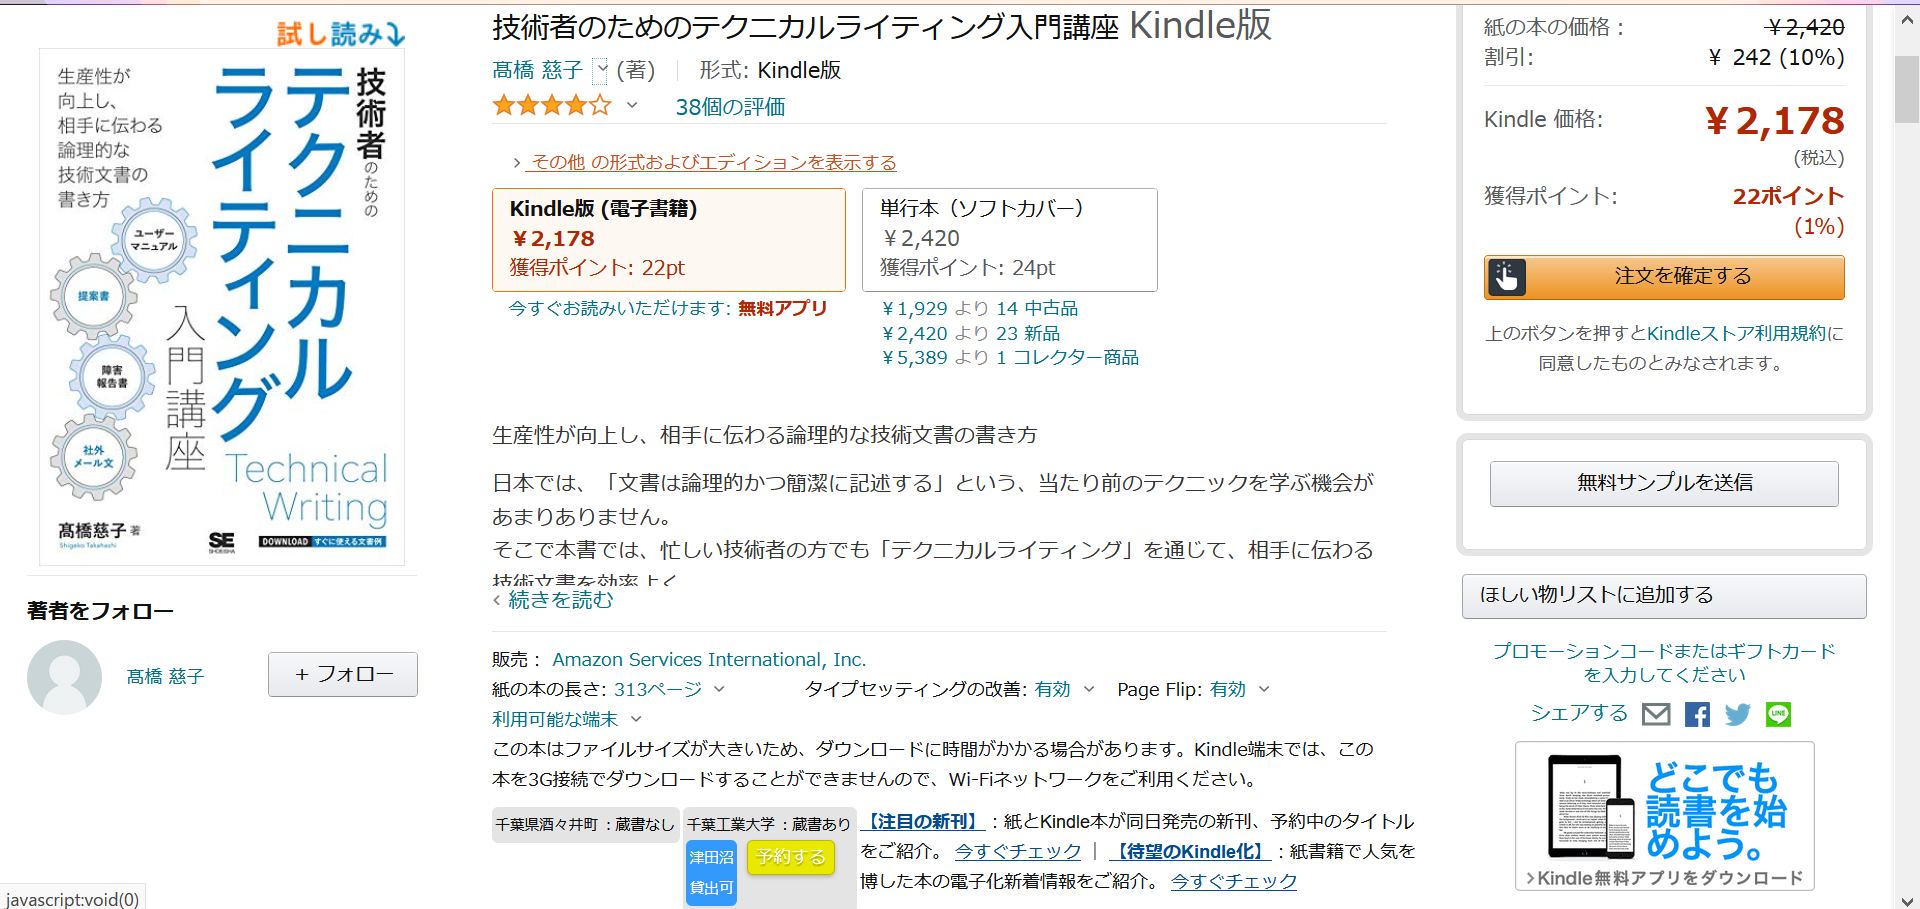 試し読み
生産性が
向上し、
相手に伝わる
論理的な
技術文書の
書き方
技術者のための
テクニカル
ライティング
入門講座
ユーザー
マニュアル
提案書
障害
報告書
社外
メール文
Technical
Writing
髙橋慈子 著
Shigeko Takahashi
SE
SHOEISHA
DOWNLOAD すぐに使える文書例
著者をフォロー
髙橋 慈子
+ フォロー
技術者のためのテクニカルライティング入門講座 Kindle版
髙橋 慈子 (著) 形式: Kindle版
38個の評価
その他 の形式およびエディションを表示する
Kindle版 (電子書籍)
￥2,178
獲得ポイント: 22pt
今すぐお読みいただけます: 無料アプリ
単行本（ソフトカバー）
￥2,420
獲得ポイント: 24pt
￥1,929 より 14 中古品
￥2,420 より 23 新品
￥5,389 より 1 コレクター商品
生産性が向上し、相手に伝わる論理的な技術文書の書き方
日本では、「文書は論理的かつ簡潔に記述する」という、当たり前のテクニックを学ぶ機会が
あまりありません。
そこで本書では、忙しい技術者の方でも「テクニカルライティング」を通じて、相手に伝わる
技術文書を効率よく
続きを読む
販売： Amazon Services International, Inc.
紙の本の長さ: 313ページ タイプセッティングの改善: 有効 Page Flip: 有効
利用可能な端末
この本はファイルサイズが大きいため、ダウンロードに時間がかかる場合があります。Kindle端末では、この
本を3G接続でダウンロードすることができませんので、Wi-Fiネットワークをご利用ください。
千葉県酒々井町：蔵書なし
千葉工業大学：蔵書あり
津田沼
貸出可
予約する
【注目の新刊】：紙とKindle本が同日発売の新刊、予約中のタイトル
をご紹介。 今すぐチェック ｜ 【待望のKindle化】：紙書籍で人気を
博した本の電子化新着情報をご紹介。 今すぐチェック
紙の本の価格： ￥2,420
割引: ￥ 242 (10%)
Kindle 価格: ￥2,178
(税込)
獲得ポイント: 22ポイント
(1%)
注文を確定する
上のボタンを押すとKindleストア利用規約に
同意したものとみなされます。
無料サンプルを送信
ほしい物リストに追加する
プロモーションコードまたはギフトカード
を入力してください
シェアする
LINE
どこでも
読書を始
めよう。
>Kindle無料アプリをダウンロード
javascript:void(0)